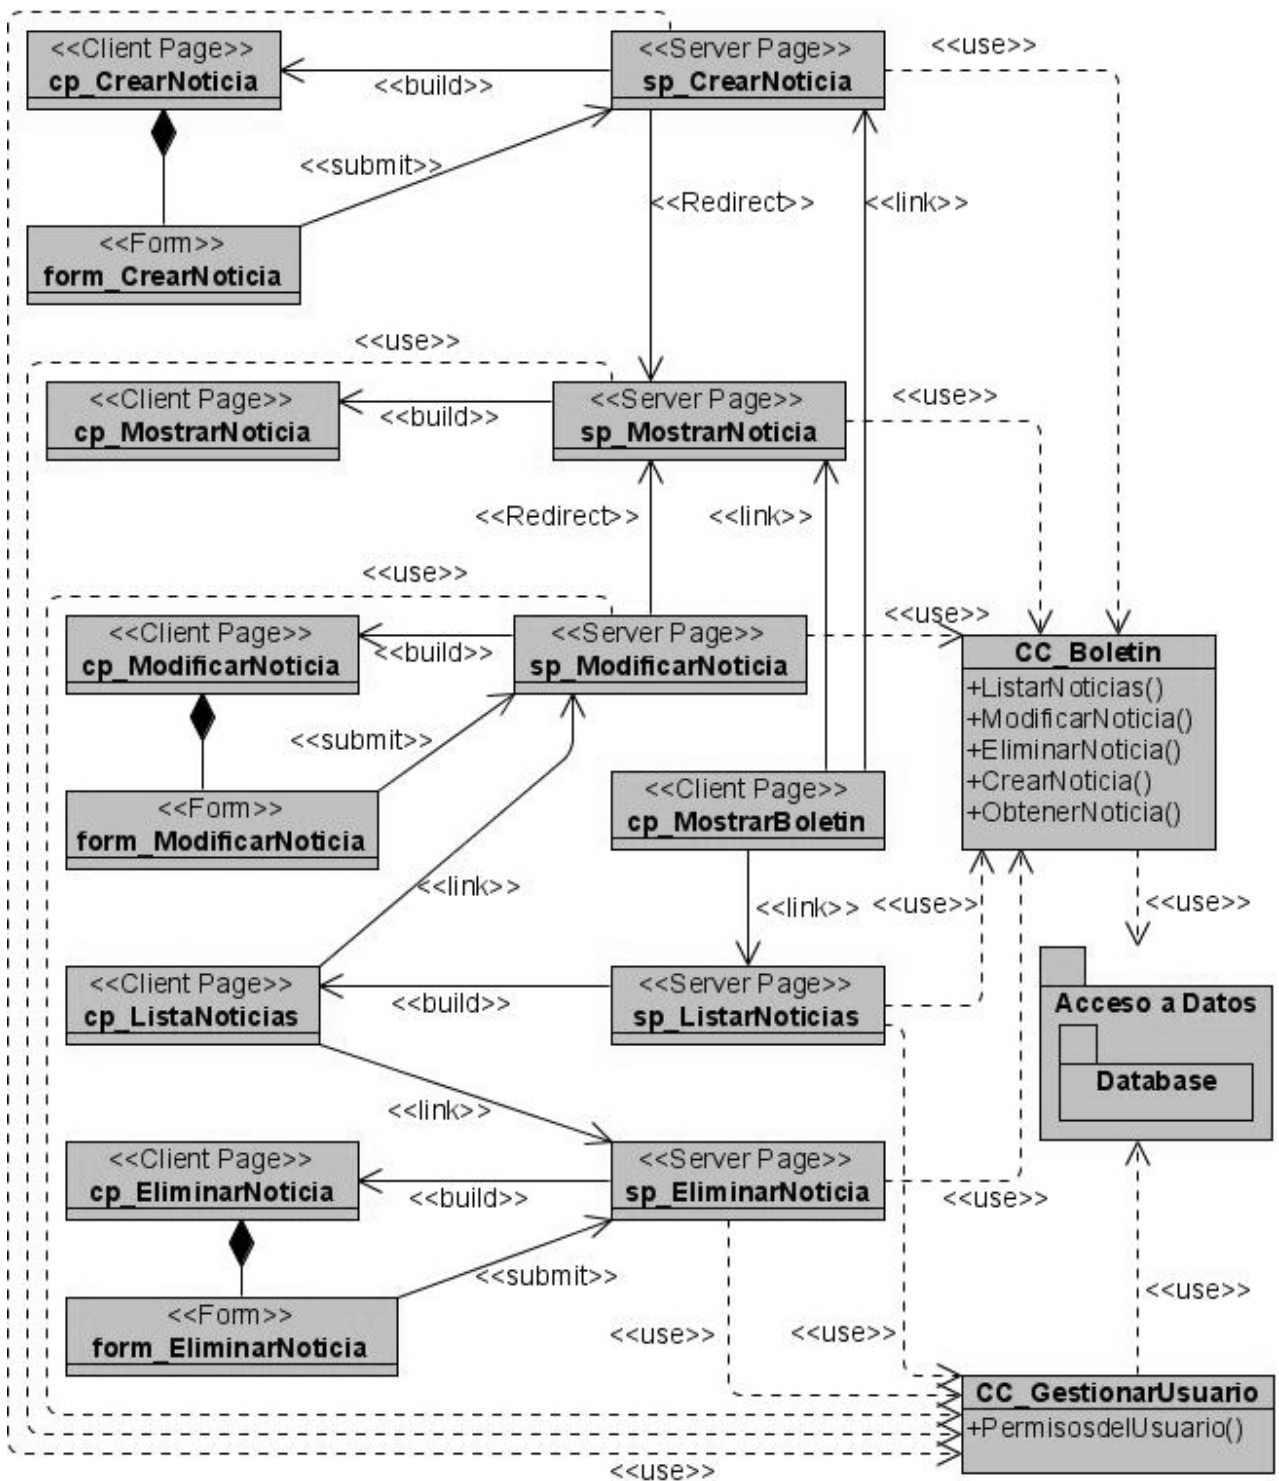 <<Client Page>>
cp_CrearNoticia
<<build>>
<<Server Page>>
sp_CrearNoticia
<<use>>
<<submit>>
<<Redirect>>
<<link>>
<<Form>>
form_CrearNoticia
<<use>>
<<Client Page>>
cp_MostrarNoticia
<<build>>
<<Server Page>>
sp_MostrarNoticia
<<use>>
<<Redirect>>
<<link>>
<<use>>
<<Client Page>>
cp_ModificarNoticia
<<build>>
<<Server Page>>
sp_ModificarNoticia
<<use>>
CC_Boletin
+ListarNoticias()
+ModificarNoticia()
+EliminarNoticia()
+CrearNoticia()
+ObtenerNoticia()
<<submit>>
<<Form>>
form_ModificarNoticia
<<Client Page>>
cp_MostrarBoletin
<<link>>
<<link>>
<<use>>
<<use>>
<<Client Page>>
cp_ListaNoticias
<<build>>
<<Server Page>>
sp_ListarNoticias
Acceso a Datos
Database
<<link>>
<<Client Page>>
cp_EliminarNoticia
<<build>>
<<Server Page>>
sp_EliminarNoticia
<<use>>
<<submit>>
<<Form>>
form_EliminarNoticia
<<use>>
<<use>>
<<use>>
CC_GestionarUsuario
+PermisosdelUsuario()
<<use>>